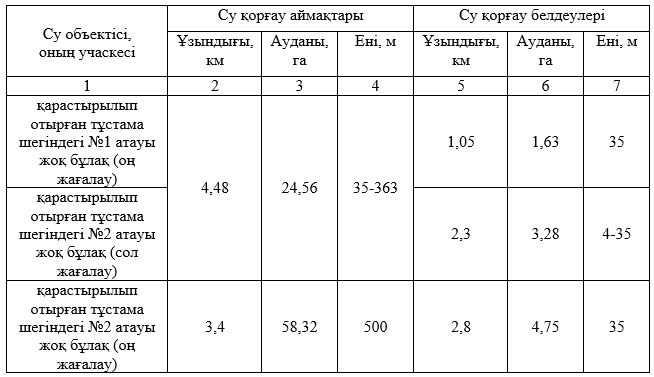 Су объектісі,
оның учаскесі
Су қорғау аймақтары
Су қорғау белдеулері
Ұзындығы,
км
Ауданы,
га
Ені, м
Ұзындығы,
км
Ауданы,
га
Ені, м
1
2
3
4
5
6
7
қарастырылып
отырған тұстама
шегіндегі №1 атауы
жоқ бұлақ (оң
жағалау)
4,48
24,56
35-363
1,05
1,63
35
қарастырылып
отырған тұстама
шегіндегі №2 атауы
жоқ бұлақ (сол
жағалау)
2,3
3,28
4-35
қарастырылып
отырған тұстама
шегіндегі №2 атауы
жоқ бұлақ (оң
жағалау)
3,4
58,32
500
2,8
4,75
35